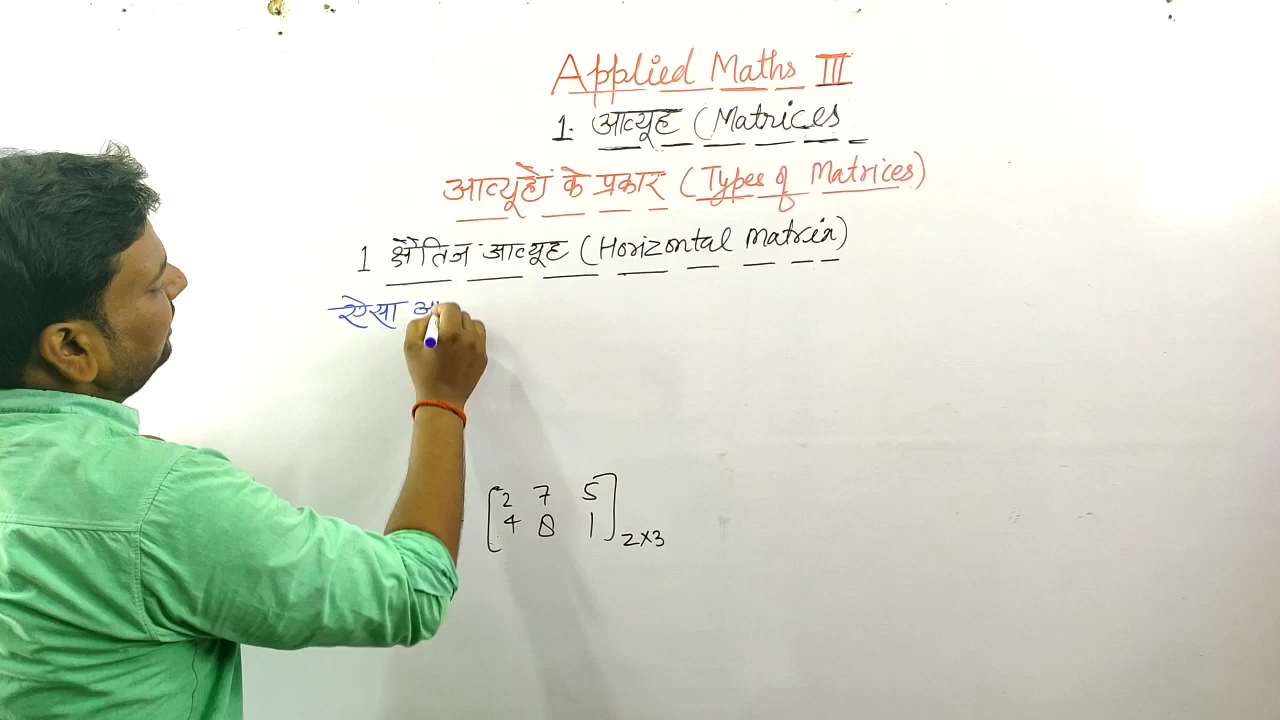 Applied Maths III
1. आव्यूह (Matrices
आव्यूहों के प्रकार (Types of Matrices)
1 क्षैतिज आव्यूह (Horizontal Matrix)
ऐसा आ
2 7 5
4 8 1
2×3